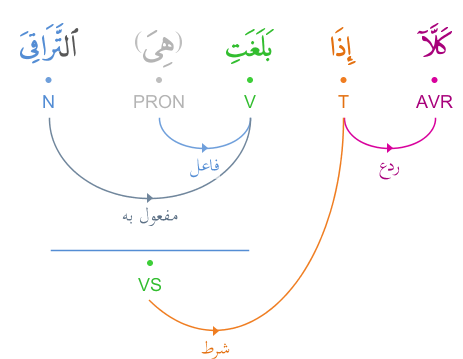 كَلَّآ إِذَا بَلَغَتِ (هِىَ) ٱلتَّرَاقِىَ
AVR T V PRON N
فاعل ردع
مفعول به
VS
شرط